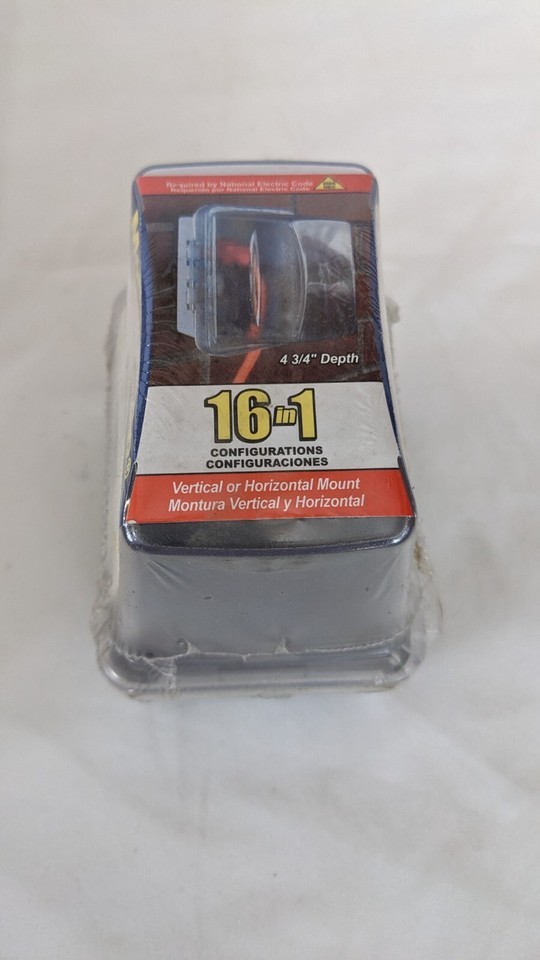 Required by National Electric Code
Requerido por National Electric Code
4 3/4" Depth
16 in 1
CONFIGURATIONS
CONFIGURACIONES
Vertical or Horizontal Mount
Montura Vertical y Horizontal